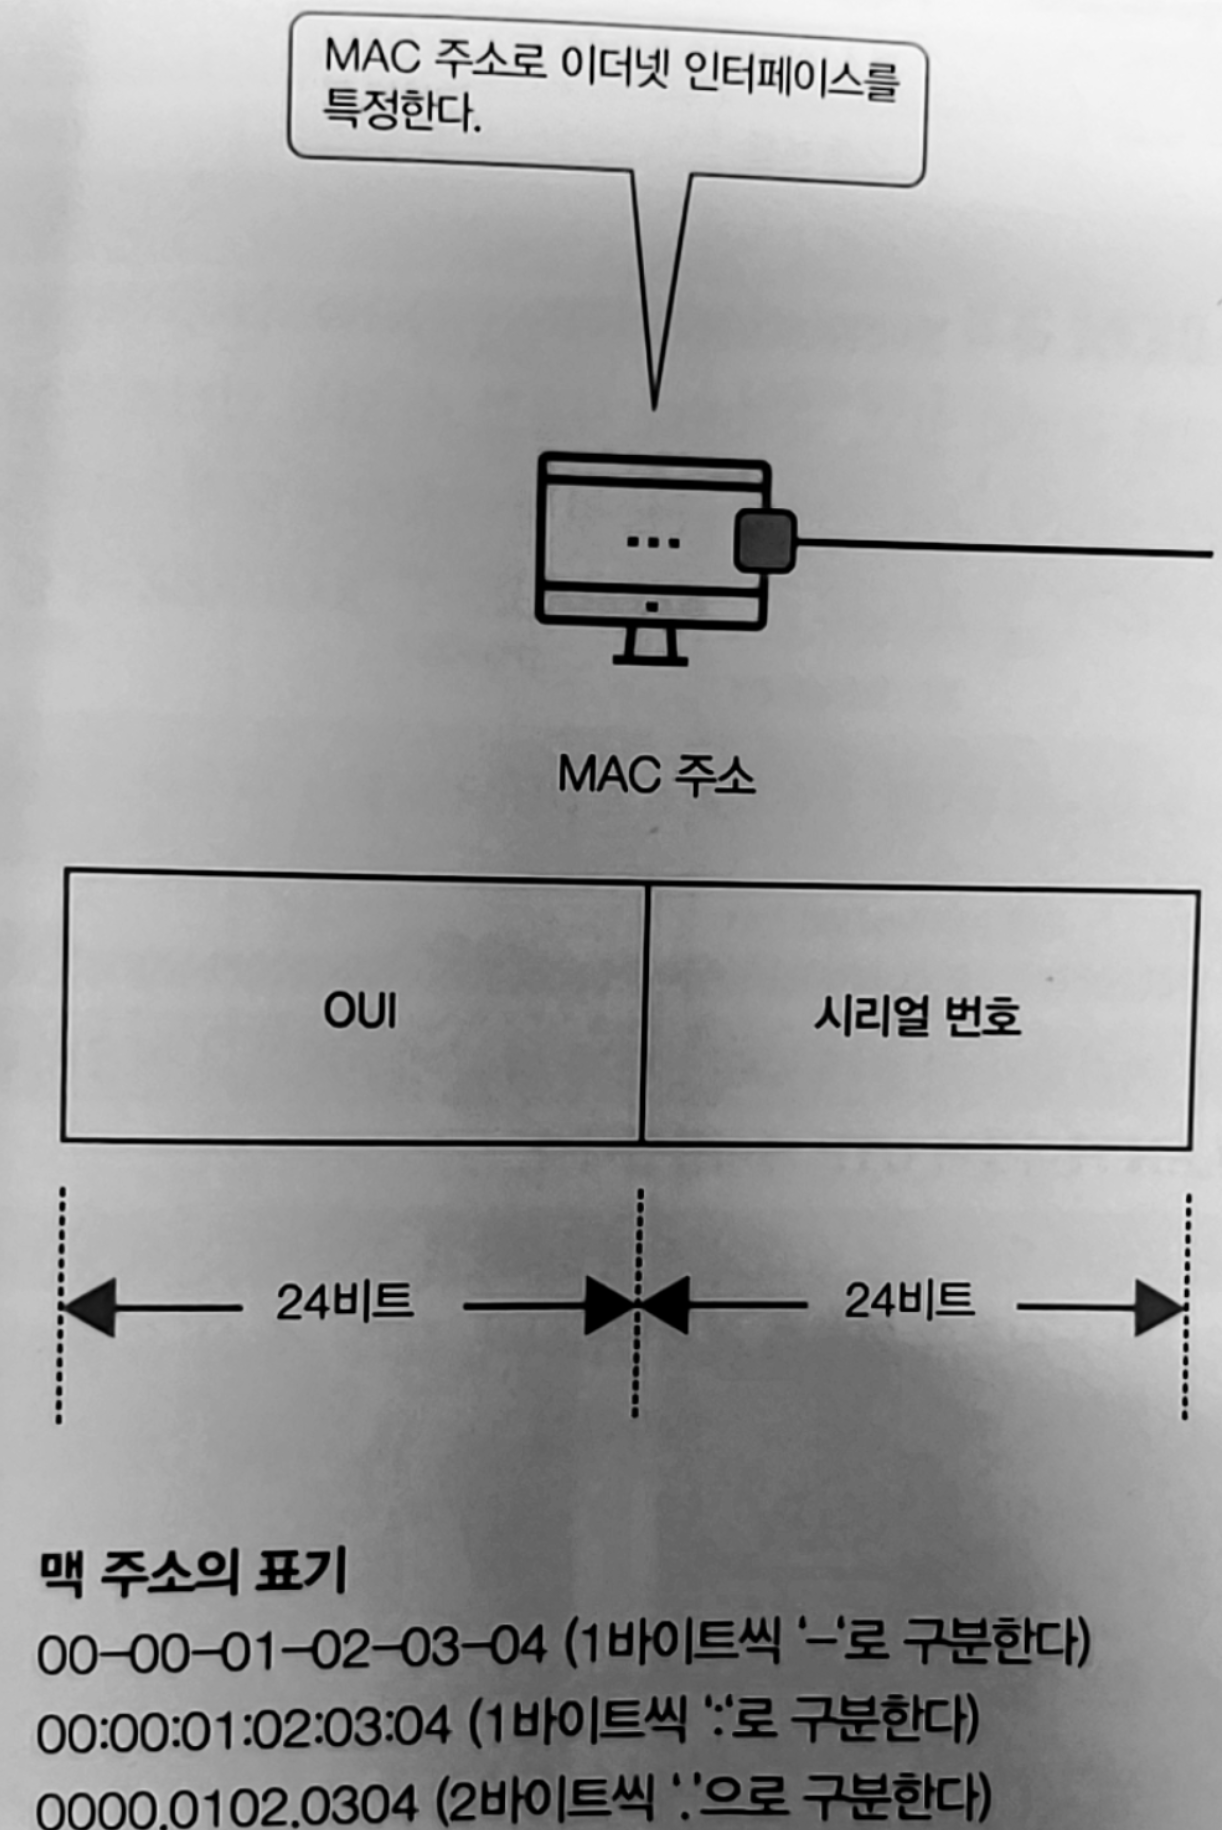 MAC 주소로 이더넷 인터페이스를
특정한다.
MAC 주소
OUI
시리얼 번호
24비트
24비트
맥 주소의 표기
00-00-01-02-03-04 (1바이트씩 '-'로 구분한다)
00:00:01:02:03:04 (1바이트씩 ':'로 구분한다)
0000.0102.0304 (2바이트씩 '.'으로 구분한다)